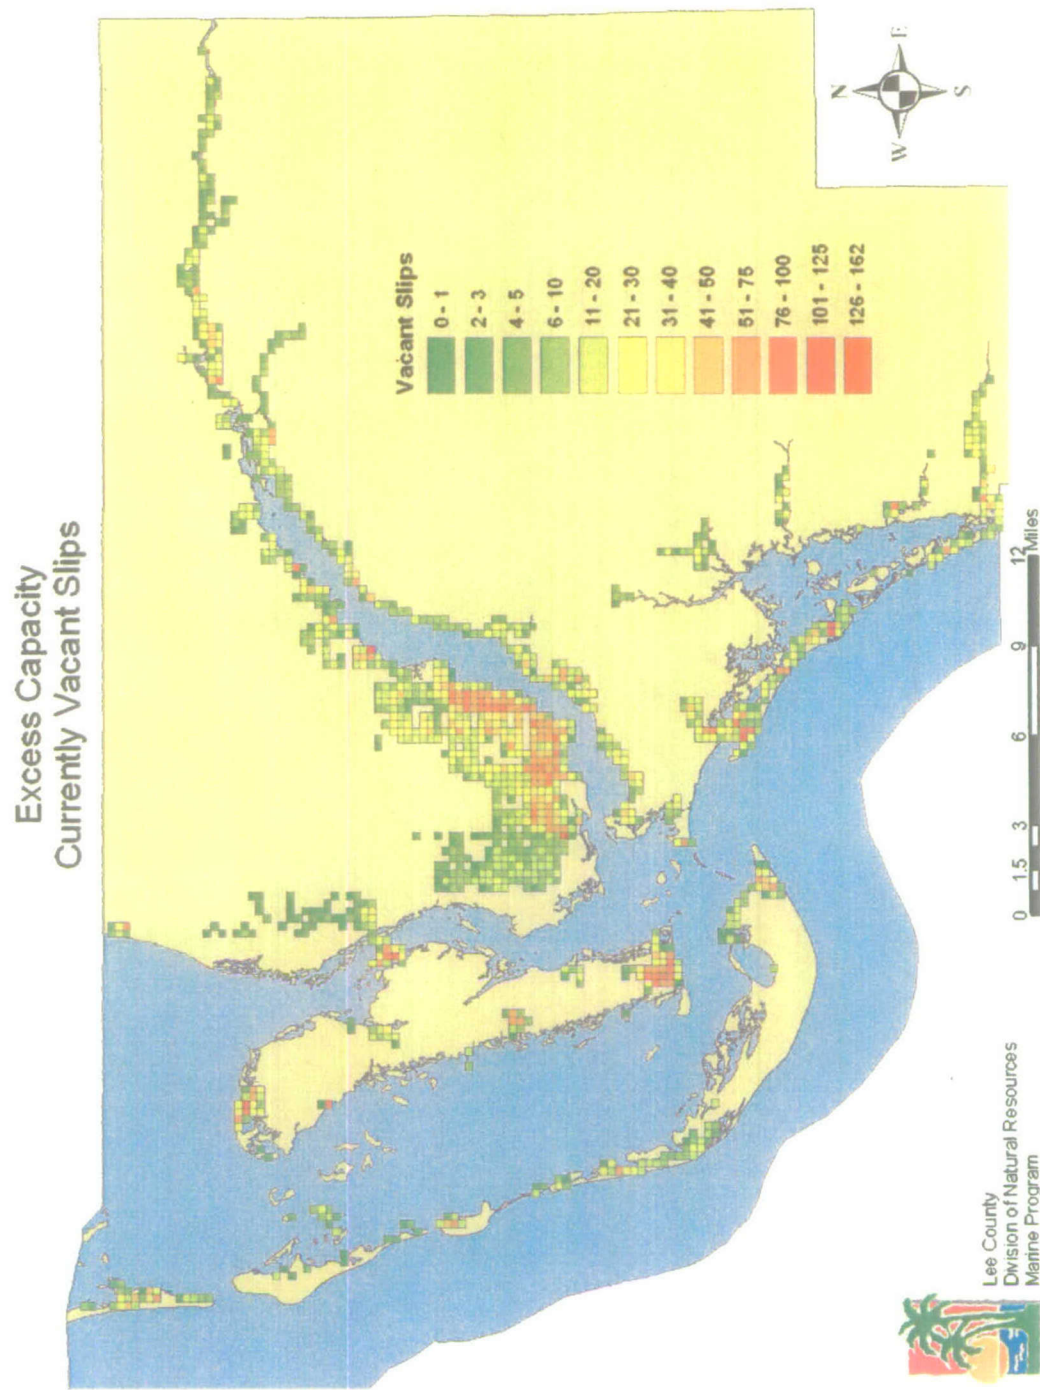 Excess Capacity
Currently Vacant Slips
N
W
E
S
Vacant Slips
0 - 1
2 - 3
4 - 5
6 - 10
11 - 20
21 - 30
31 - 40
41 - 50
51 - 75
76 - 100
101 - 125
126 - 162
0 1.5 3 6 9 12 Miles
Lee County
Division of Natural Resources
Marine Program